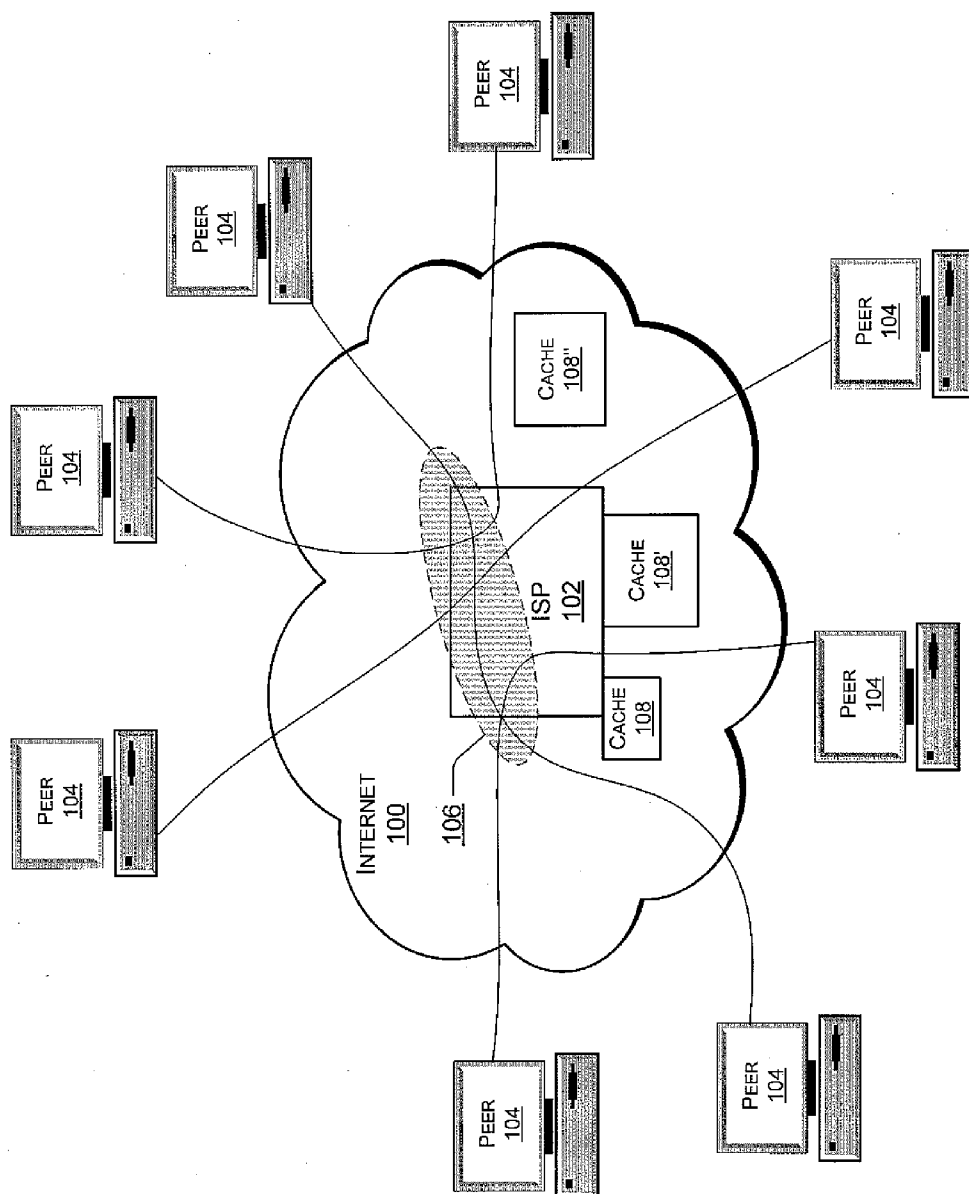 PEER
104
PEER
104
PEER
104
PEER
104
INTERNET
100
106
ISP
102
CACHE
108
CACHE
108'
CACHE
108"
PEER
104
PEER
104
PEER
104
PEER
104